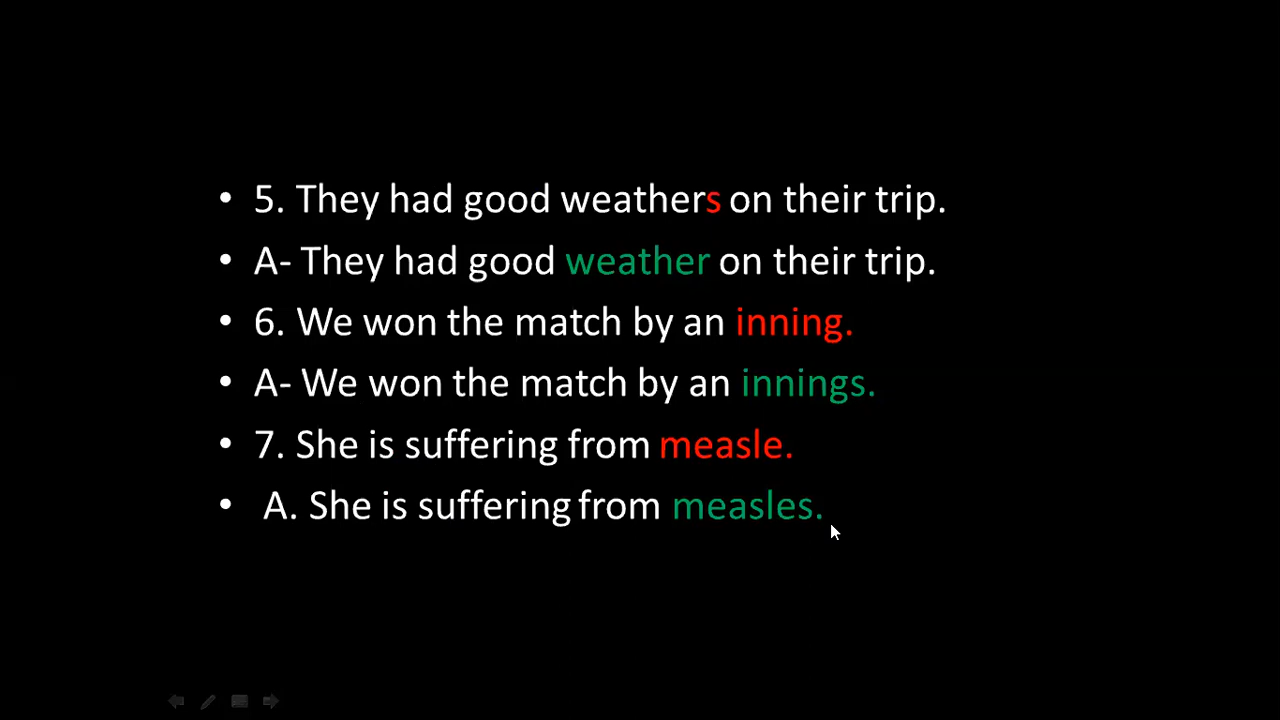 • 5. They had good weathers on their trip.
• A- They had good weather on their trip.
• 6. We won the match by an inning.
• A- We won the match by an innings.
• 7. She is suffering from measle.
• A. She is suffering from measles.